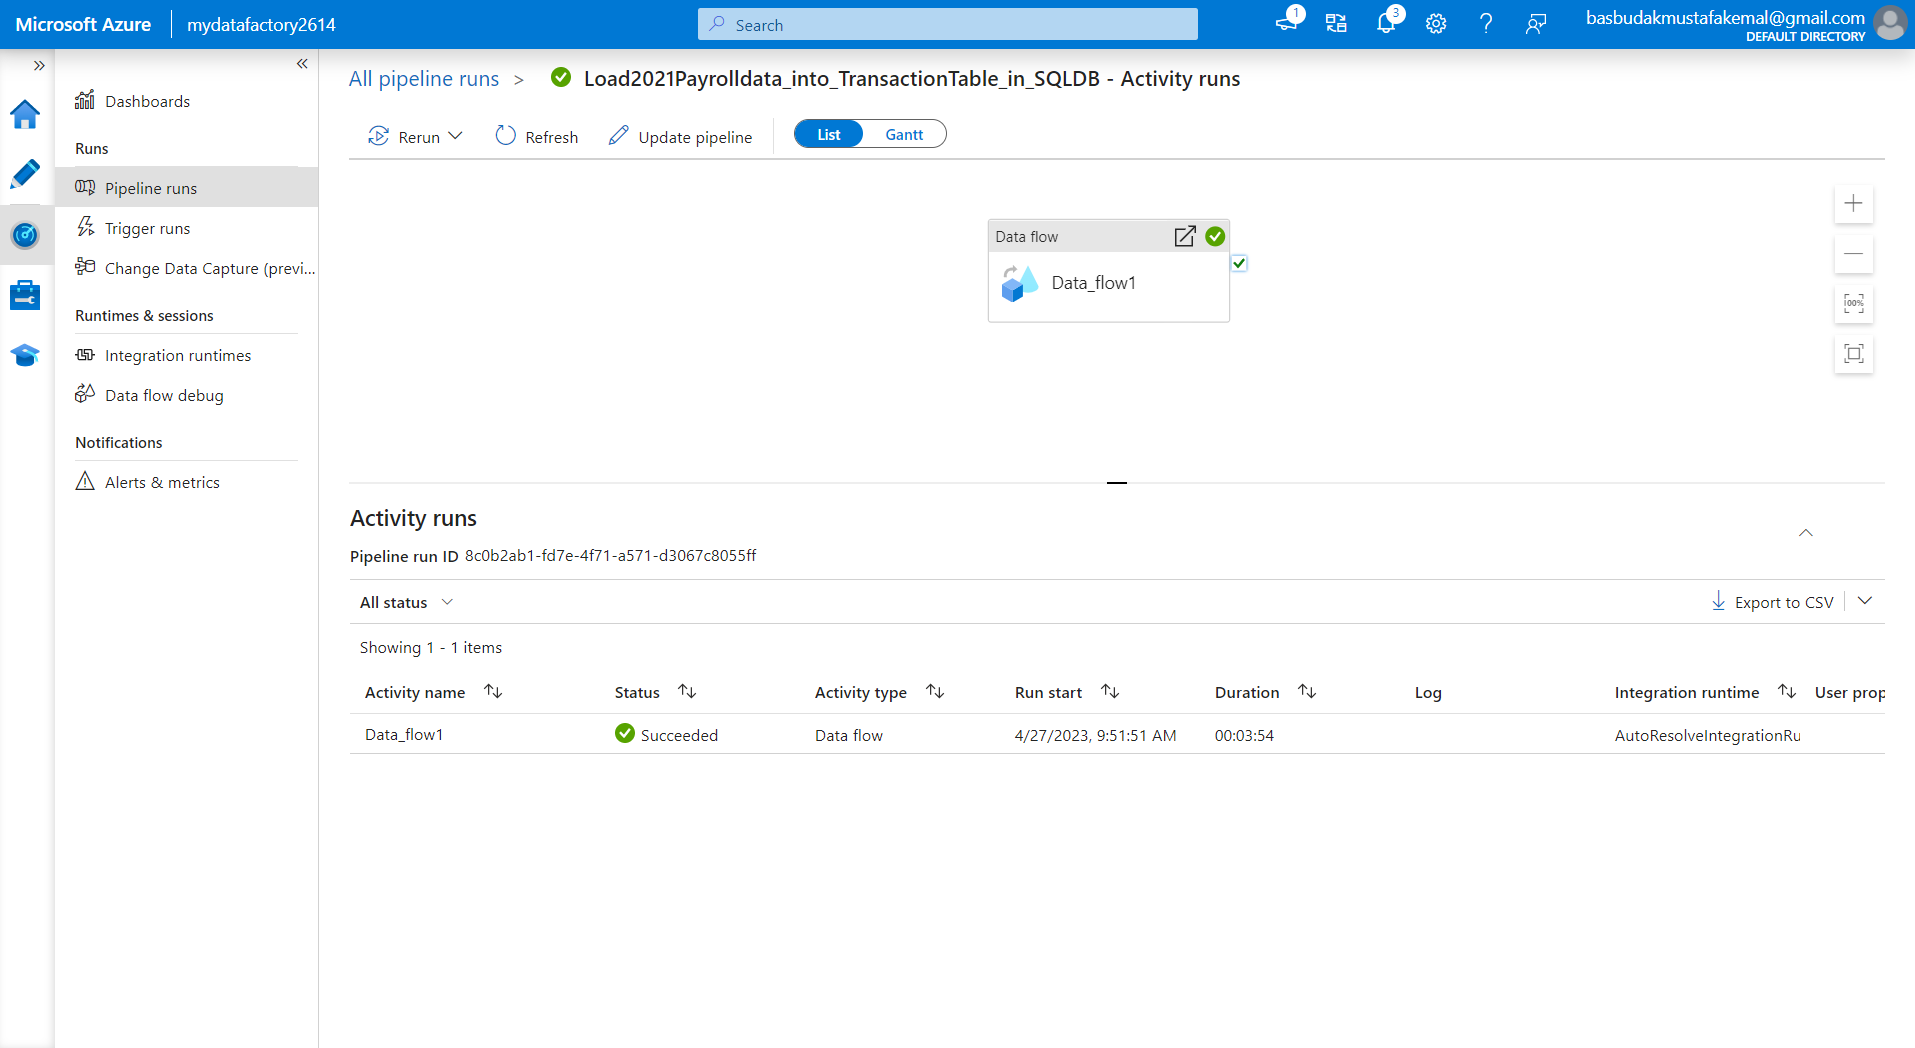 Microsoft Azure
mydatafactory2614
Search
1
3
basbudakmustafakemal@gmail.com
DEFAULT DIRECTORY
Dashboards
Runs
Pipeline runs
Trigger runs
Change Data Capture (previ...
Runtimes & sessions
Integration runtimes
Data flow debug
Notifications
Alerts & metrics
All pipeline runs > Load2021Payrolldata_into_TransactionTable_in_SQLDB - Activity runs
Rerun Refresh Update pipeline List Gantt
Data flow
Data_flow1
100%
Activity runs
Pipeline run ID 8c0b2ab1-fd7e-4f71-a571-d3067c8055ff
All status
Export to CSV
Showing 1 - 1 items
Activity name Status Activity type Run start Duration Log Integration runtime User prop
Data_flow1 Succeeded Data flow 4/27/2023, 9:51:51 AM 00:03:54 AutoResolveIntegrationRu